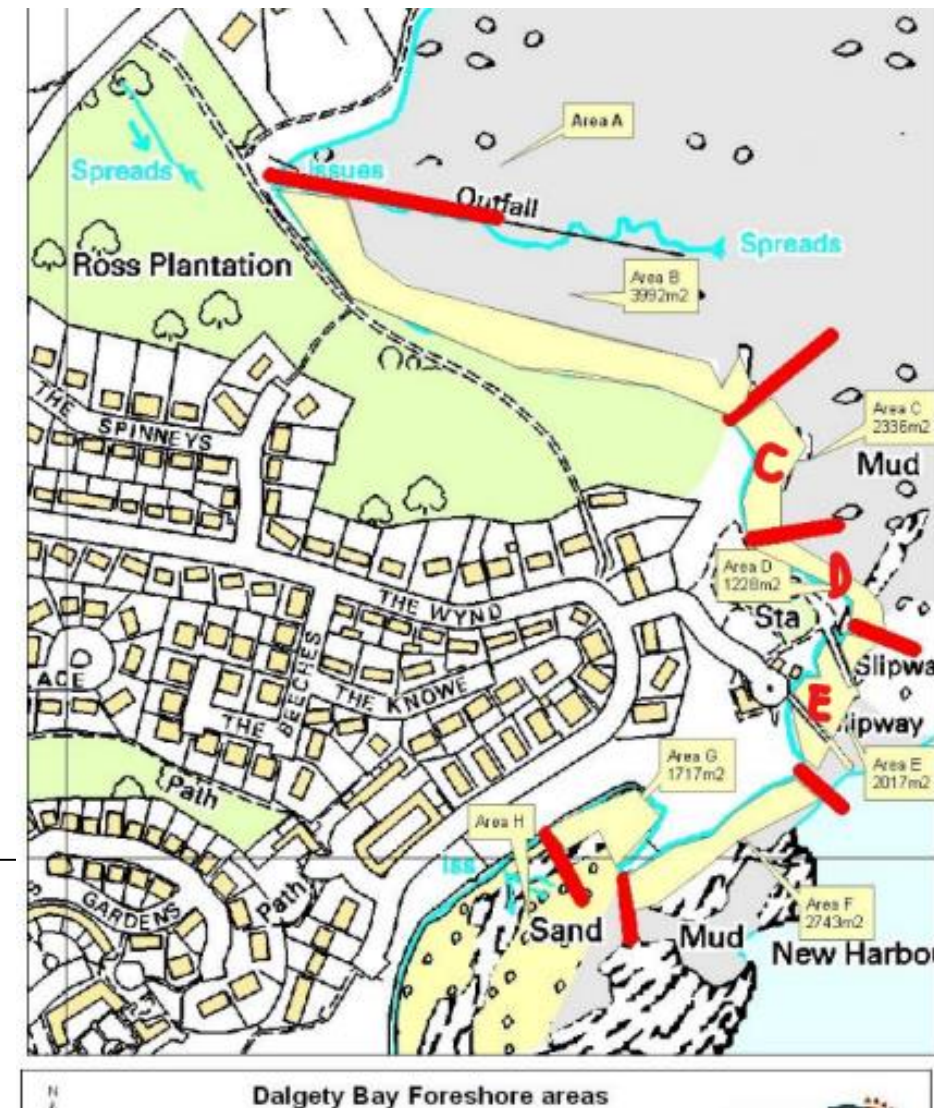 Area A
Issues
Outfall
Spreads
Spreads
Ross Plantation
Area B
3992m2
THE
SPINNEYS
Area C
2336m2
C
Mud
Area D
1228m2
D
THE WYND
Sta
Slipwa
THE KNOWE
BEECHES
THE
ACE
E
lipway
Area G
1717m2
Area E
2017m2
Path
Area H
Iss
GARDENS
Path
Sand
Mud
Area F
2743m2
New Harbou
N
Dalgety Bay Foreshore areas